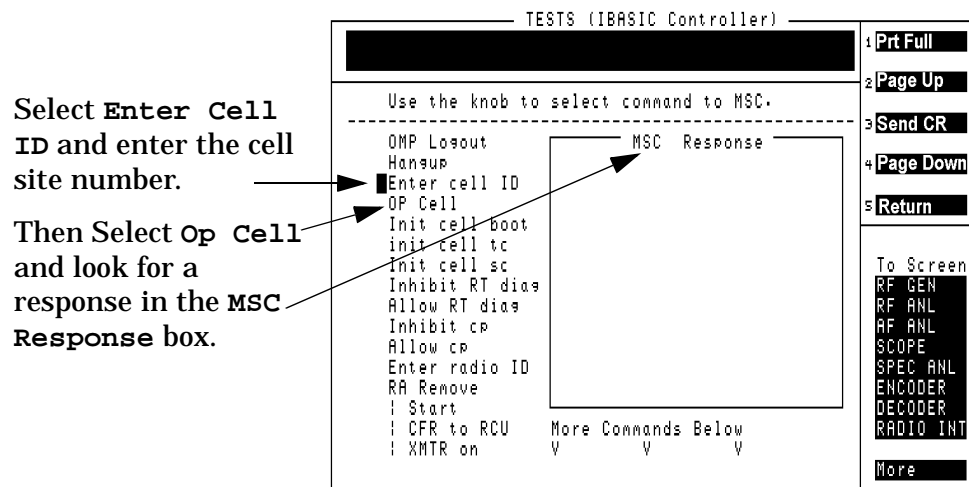 Select Enter Cell
ID and enter the cell
site number.
Then Select Op Cell
and look for a
response in the MSC
Response box.
TESTS (IBASIC Controller)
Use the knob to select command to MSC.
OMP Logout
Hangup
Enter cell ID
OP Cell
Init cell boot
init cell tc
Init cell sc
Inhibit RT diag
Allow RT diag
Inhibit cp
Allow cp
Enter radio ID
RA Remove
| Start
| CFR to RCU
| XMTR on
MSC Response
More Commands Below
V V V
1 Prt Full
2 Page Up
3 Send CR
4 Page Down
5 Return
To Screen
RF GEN
RF ANL
AF ANL
SCOPE
SPEC ANL
ENCODER
DECODER
RADIO INT
More